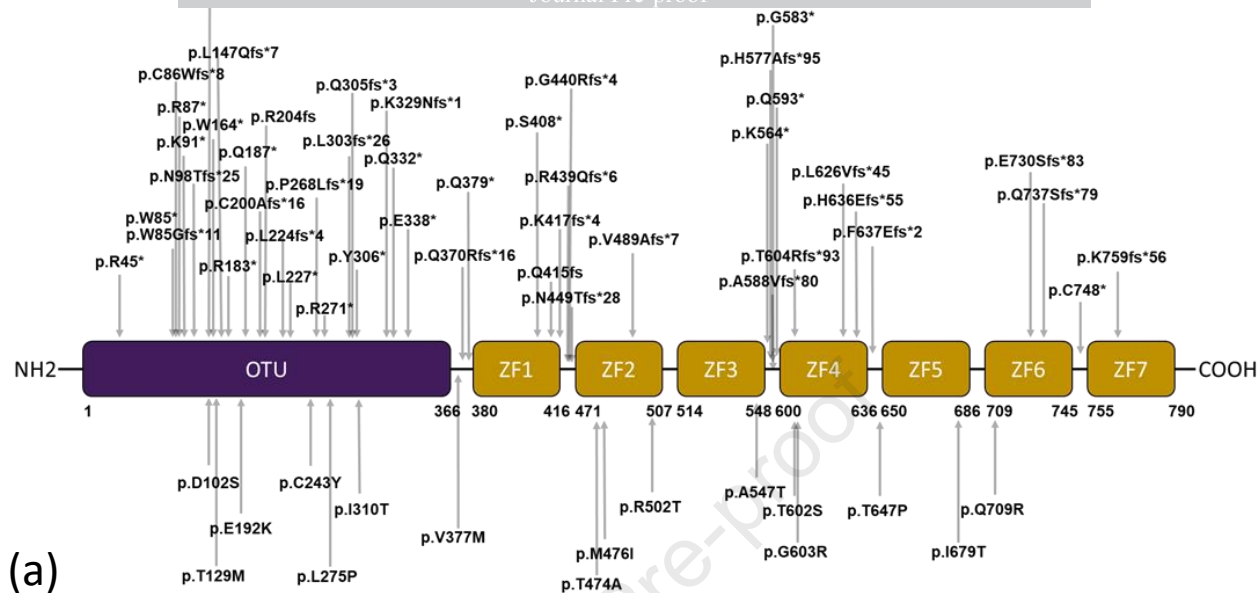 Journal Pre-proof
p.G583*
p.L147Qfs*7
p.H577Afs*95
p.C86Wfs*8
p.Q305fs*3
p.G440Rfs*4
p.R87*
p.K329Nfs*1
p.Q593*
p.W164*
p.R204fs
p.S408*
p.K564*
p.K91*
p.L303fs*26
p.Q187*
p.Q332*
p.E730Sfs*83
p.N98Tfs*25
p.P268Lfs*19
p.Q379*
p.R439Qfs*6
p.L626Vfs*45
p.Q737Sfs*79
p.C200Afs*16
p.H636Efs*55
p.W85*
p.E338*
p.K417fs*4
p.W85Gfs*11
p.L224fs*4
p.V489Afs*7
p.F637Efs*2
p.R45*
p.R183*
p.Y306*
p.Q370Rfs*16
p.T604Rfs*93
p.K759fs*56
p.L227*
p.Q415fs
p.A588Vfs*80
p.C748*
p.R271*
p.N449Tfs*28
NH2 OTU ZF1 ZF2 ZF3 ZF4 ZF5 ZF6 ZF7 COOH
1 366 380 416 471 507 514 548 600 636 650 686 709 745 755 790
p.D102S p.C243Y
p.A547T
p.I310T p.R502T p.T602S p.T647P p.Q709R
p.E192K
p.V377M
p.M476I p.G603R p.I679T
p.T129M p.L275P
p.T474A
(a)
Pre-proof